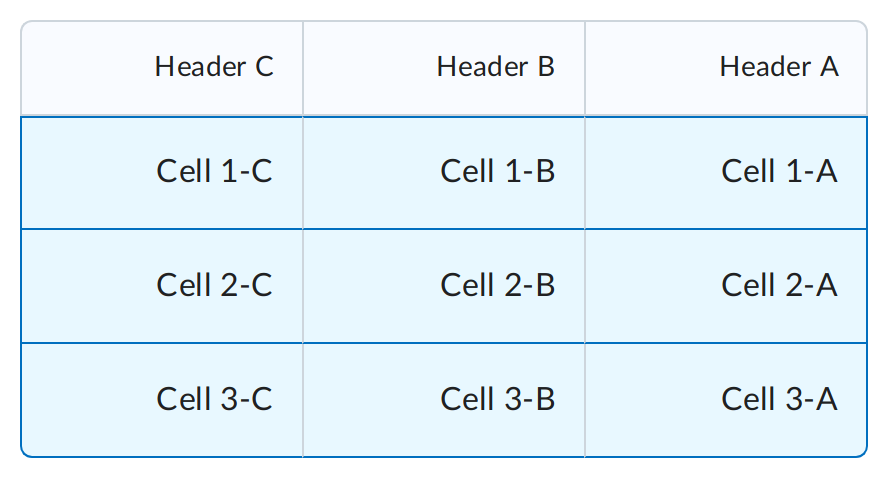 Header C Header B Header A
Cell 1-C Cell 1-B Cell 1-A
Cell 2-C Cell 2-B Cell 2-A
Cell 3-C Cell 3-B Cell 3-A